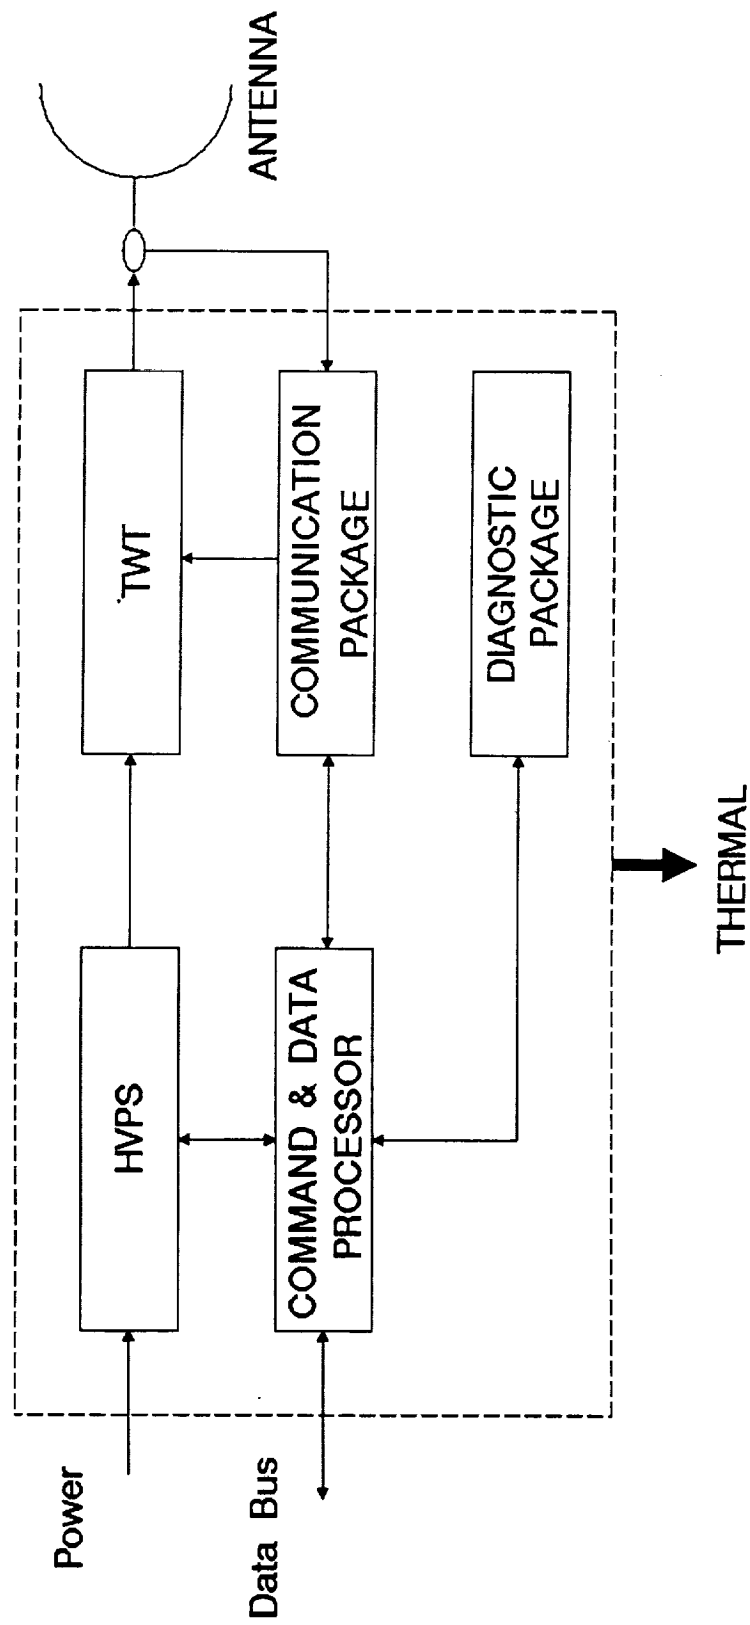 Power
HVPS
TWT
ANTENNA
Data Bus
COMMAND & DATA
PROCESSOR
COMMUNICATION
PACKAGE
DIAGNOSTIC
PACKAGE
THERMAL